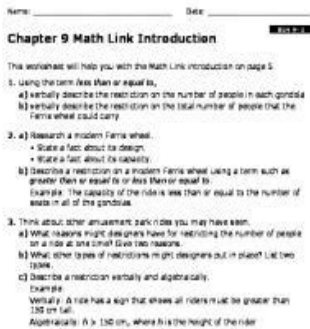 Name: Date:
Chapter 9 Math Link Introduction
This worksheet will help you with the Math Link introduction on page 5
1. Using the term less than or equal to,
a) verbally describe the restriction on the number of people in each gondola
b) verbally describe the restriction on the total number of people that the
Ferris wheel could carry
2. a) Research a modern Ferris wheel.
• State a fact about its design.
• State a fact about its capacity.
b) Describe a restriction on a modern Ferris wheel using a term such as
greater than or equal to or less than or equal to.
Example: The capacity of the ride is less than or equal to the number of
seats in all of the gondolas.
3. Think about other amusement park rides you may have seen.
a) What reasons might designers have for restricting the number of people
on a ride at one time? Give two reasons.
b) What other types of restrictions might designers put in place? List two
types.
c) Describe a restriction verbally and algebraically.
Example:
Verbally: A ride has a sign that shows all riders must be greater than
150 cm tall.
Algebraically: h > 150 cm, where h is the height of the rider